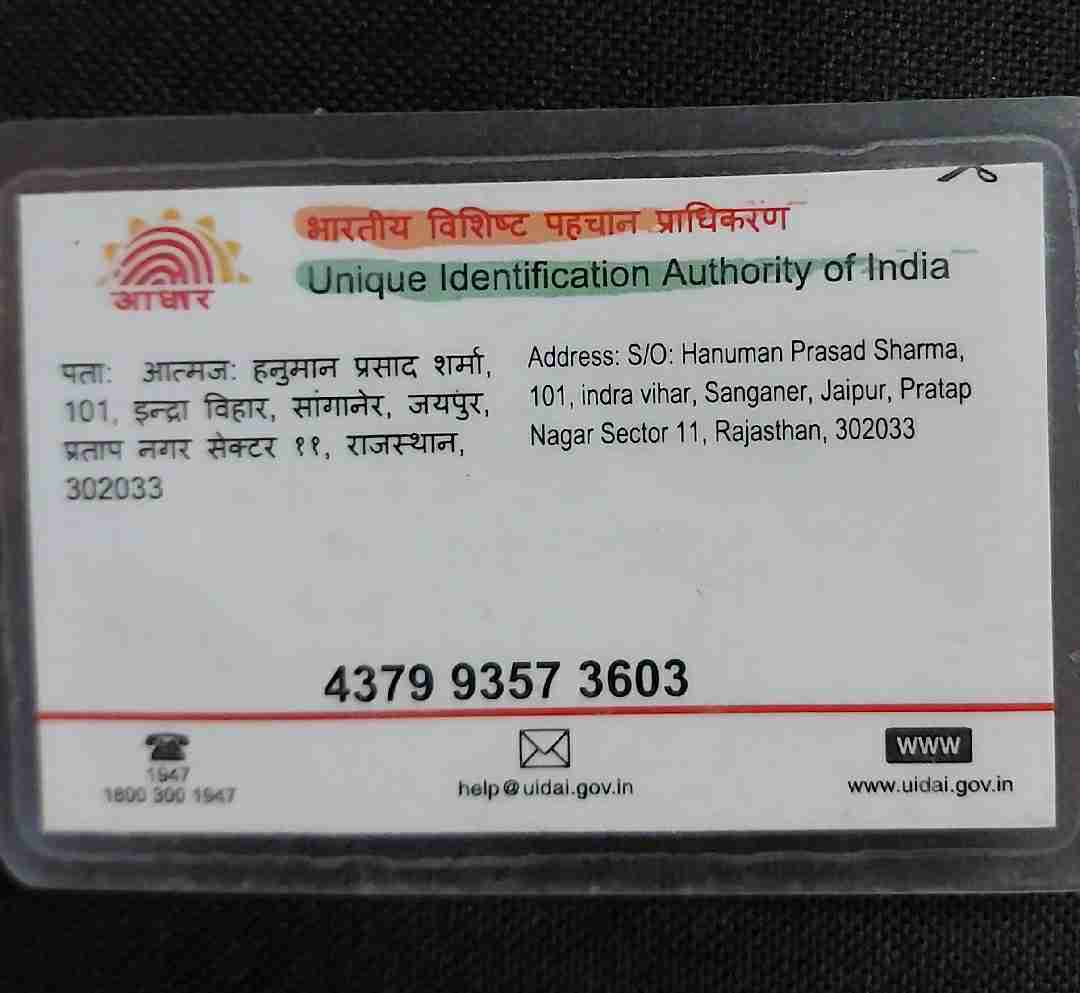 भारतीय विशिष्ट पहचान प्राधिकरण
Unique Identification Authority of India
आधार
पता: आत्मज: हनुमान प्रसाद शर्मा,
101, इन्द्रा विहार, सांगानेर, जयपुर,
प्रताप नगर सेक्टर ११, राजस्थान,
302033
Address: S/O: Hanuman Prasad Sharma,
101, indra vihar, Sanganer, Jaipur, Pratap
Nagar Sector 11, Rajasthan, 302033
4379 9357 3603
1947
1800 300 1947
help@uidai.gov.in
WWW
www.uidai.gov.in